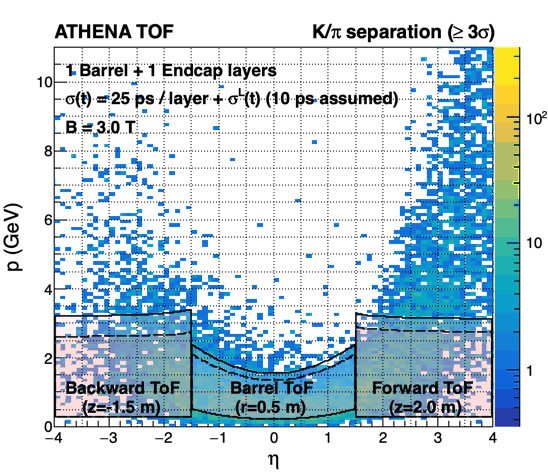 ATHENA TOF K/π separation (≥ 3σ)
1 Barrel + 1 Endcap layers
σ(t) = 25 ps / layer + σᴸ(t) (10 ps assumed)
B = 3.0 T
p (GeV)
10
8
6
4
2
0
10²
10
1
Backward ToF Barrel ToF Forward ToF
(z=-1.5 m) (r=0.5 m) (z=2.0 m)
−4 −3 −2 −1 0 1 2 3 4
η